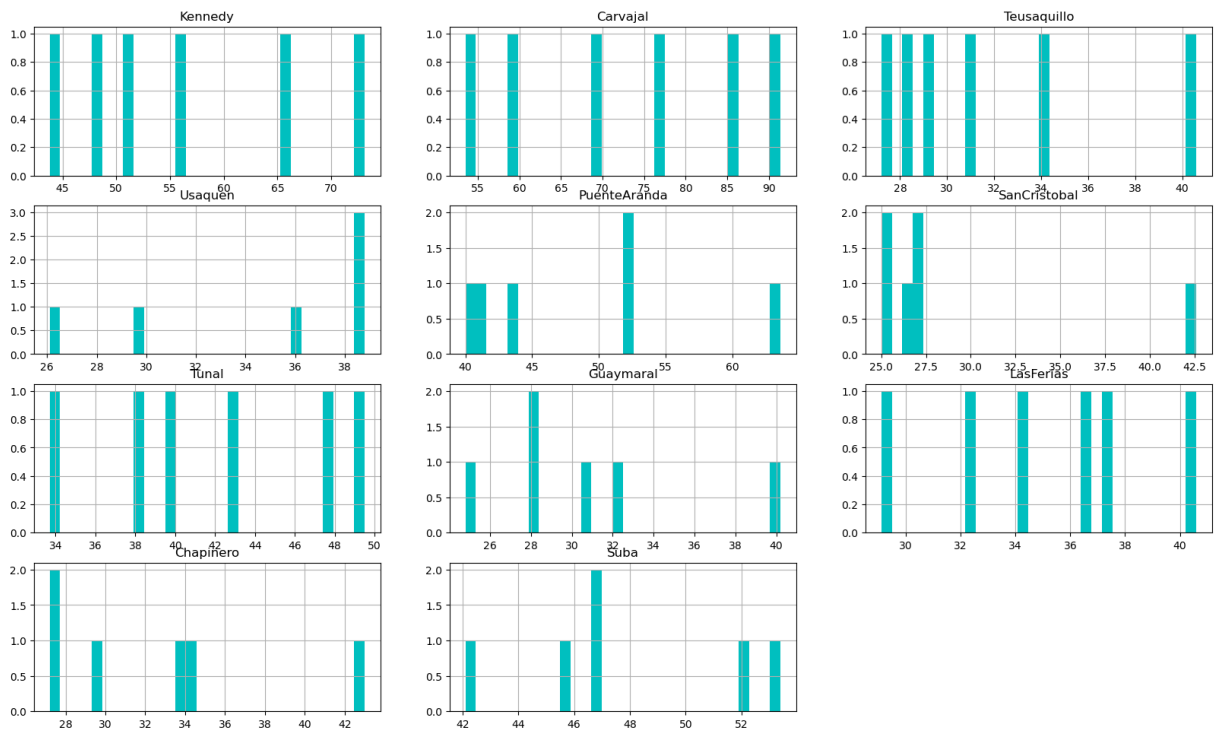 Kennedy Carvajal Teusaquillo
1.0 1.0 1.0
0.8 0.8 0.8
0.6 0.6 0.6
0.4 0.4 0.4
0.2 0.2 0.2
0.0 0.0 0.0
45 50 55 60 65 70 55 60 65 70 75 80 85 90 28 30 32 34 36 38 40
Usaquen PuenteAranda SanCristobal
3.0 2.0 2.0
2.5 1.5 1.5
2.0 1.0 1.0
1.5 0.5 0.5
1.0 0.0 0.0
0.5
0.0
26 28 30 32 34 36 38 40 45 50 55 60 25.0 27.5 30.0 32.5 35.0 37.5 40.0 42.5
Tunal Guaymaral LasFerias
1.0 2.0 1.0
0.8 1.5 0.8
0.6 1.0 0.6
0.4 0.5 0.4
0.2 0.0 0.2
0.0 0.0
34 36 38 40 42 44 46 48 50 26 28 30 32 34 36 38 40 30 32 34 36 38 40
Chapinero Suba
2.0 2.0
1.5 1.5
1.0 1.0
0.5 0.5
0.0 0.0
28 30 32 34 36 38 40 42 42 44 46 48 50 52